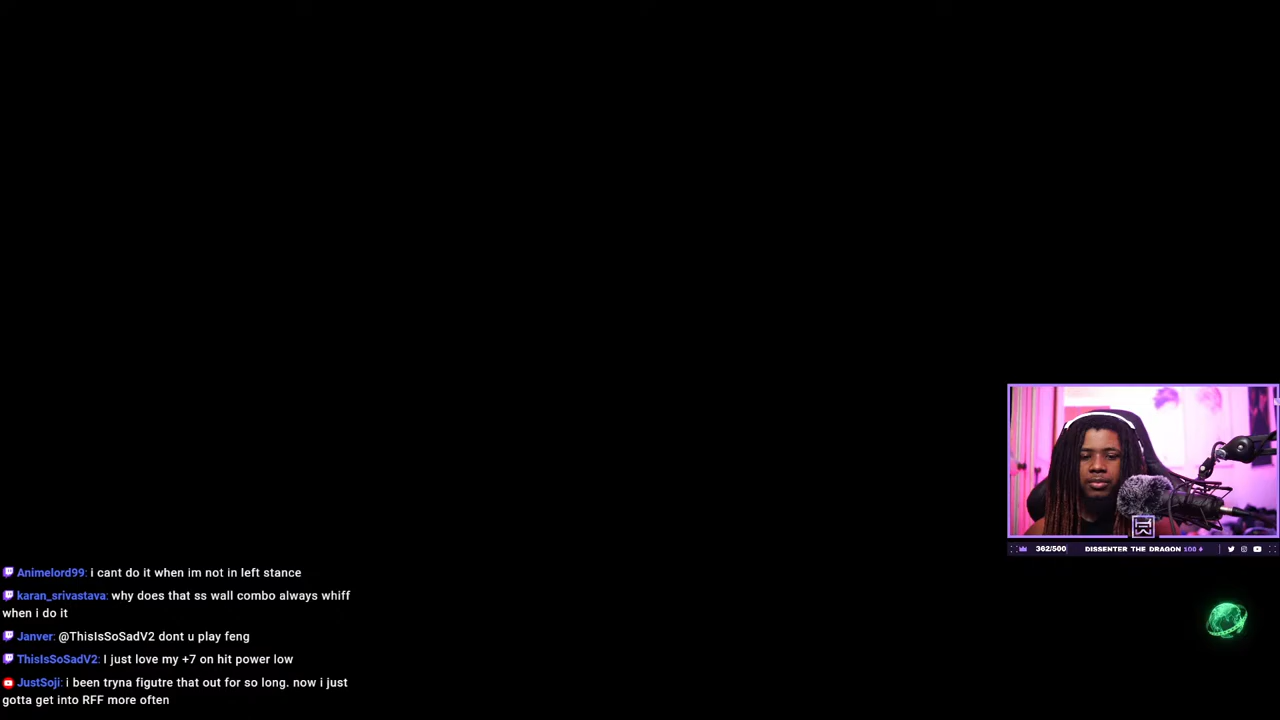 362/500 DISSENTER THE DRAGON 100
Animelord99: i cant do it when im not in left stance
karan_srivastava: why does that ss wall combo always whiff
when i do it
Janver: @ThisIsSoSadV2 dont u play feng
ThisIsSoSadV2: I just love my +7 on hit power low
JustSoji: i been tryna figutre that out for so long. now i just
gotta get into RFF more often